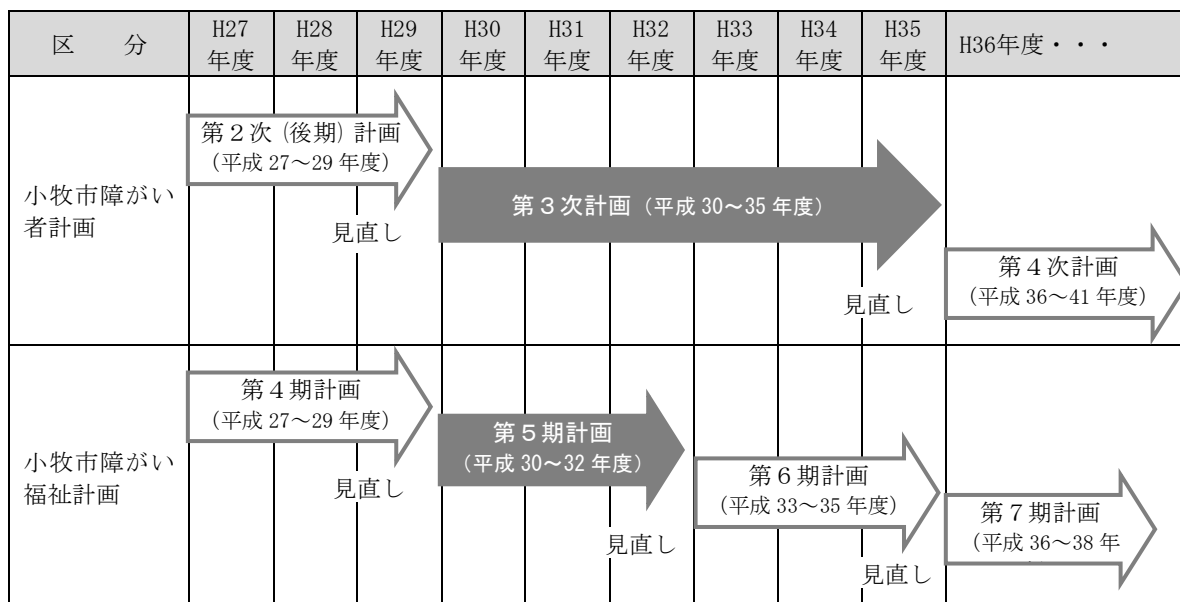 区　　分
H27
年度
H28
年度
H29
年度
H30
年度
H31
年度
H32
年度
H33
年度
H34
年度
H35
年度
H36年度・・・
小牧市障がい
者計画
第２次（後期）計画
（平成 27～29 年度）
見直し
第３次計画（平成 30～35 年度）
見直し
第４次計画
（平成 36～41 年度）
小牧市障がい
福祉計画
第４期計画
（平成 27～29 年度）
見直し
第５期計画
（平成 30～32 年度）
見直し
第６期計画
（平成 33～35 年度）
見直し
第７期計画
（平成 36～38 年